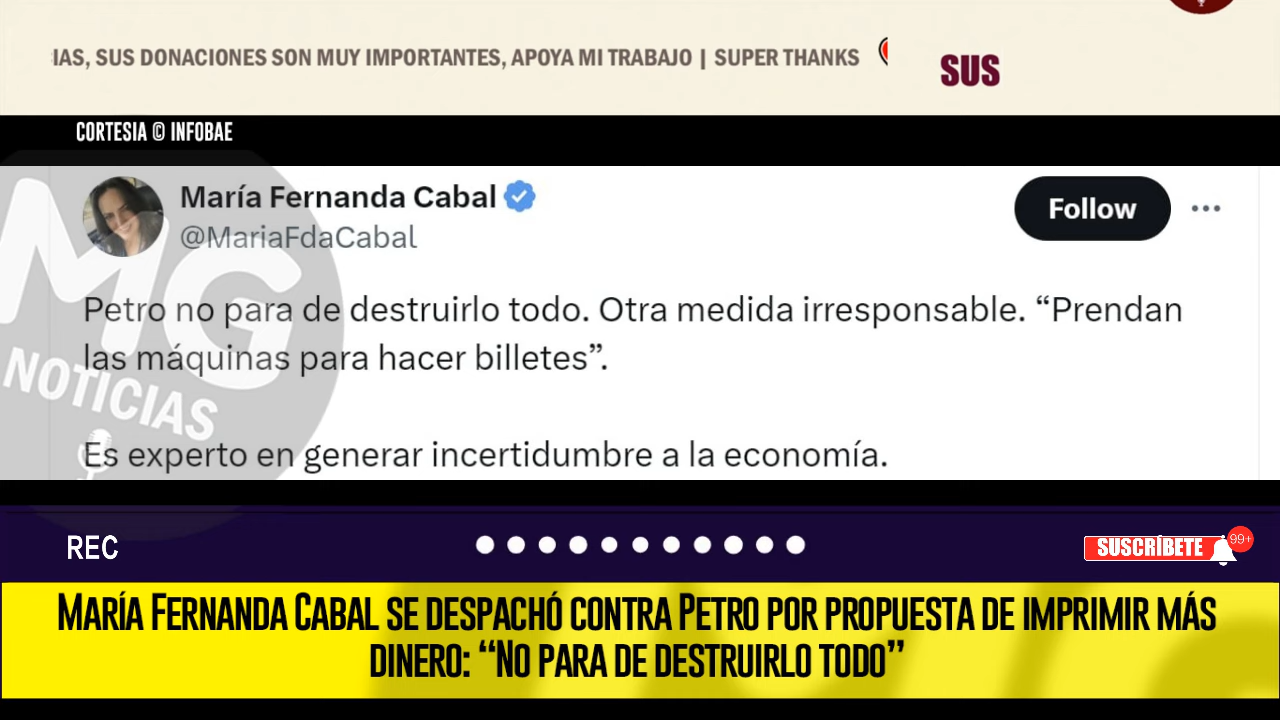 IAS, SUS DONACIONES SON MUY IMPORTANTES, APOYA MI TRABAJO | SUPER THANKS
SUS
CORTESIA © INFOBAE
María Fernanda Cabal
@MariaFdaCabal
Follow
Petro no para de destruirlo todo. Otra medida irresponsable. “Prendan
las máquinas para hacer billetes”.
Es experto en generar incertidumbre a la economía.
MG
NOTICIAS
REC
SUSCRÍBETE
99+
MARÍA FERNANDA CABAL SE DESPACHÓ CONTRA PETRO POR PROPUESTA DE IMPRIMIR MÁS
DINERO: “NO PARA DE DESTRUIRLO TODO”